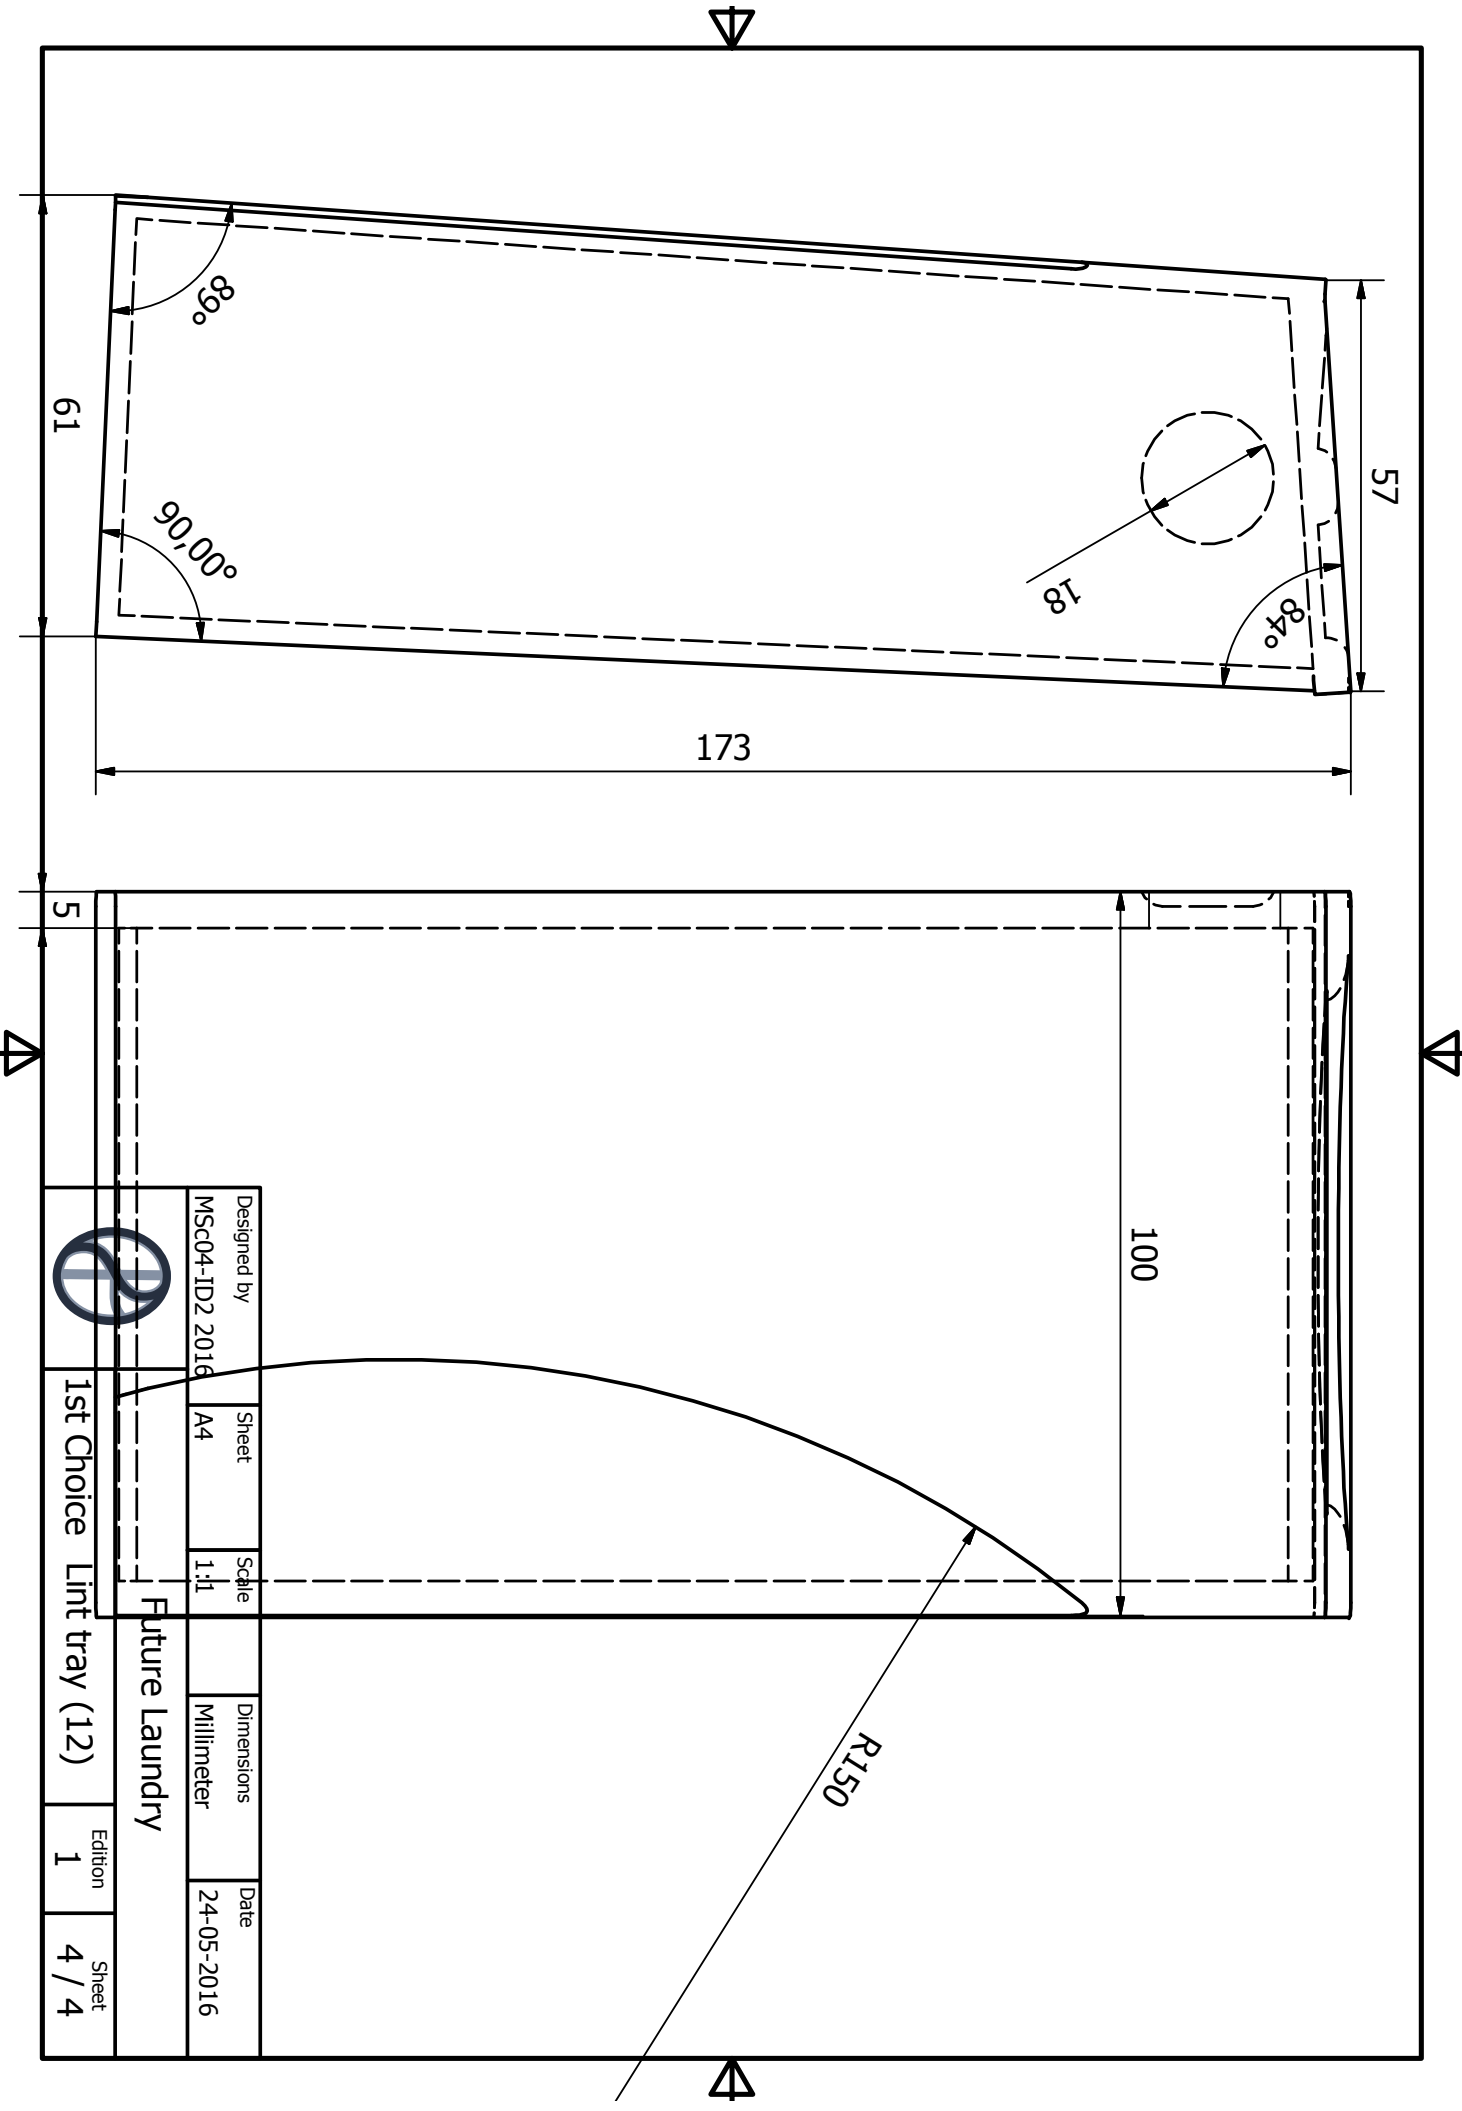 57
84°
18
89°
90,00°
61
173
5
100
R150
Designed by
MSc04-ID2 2016
Sheet
A4
Scale
1:1
Dimensions
Millimeter
Date
24-05-2016
Future Laundry
1st Choice Lint tray (12)
Edition
1
Sheet
4 / 4